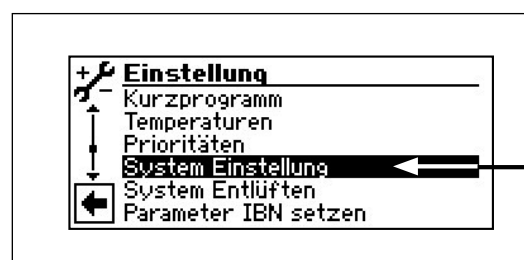 Einstellung
Kurzprogramm
Temperaturen
Prioritäten
System Einstellung
System Entlüften
Parameter IBN setzen